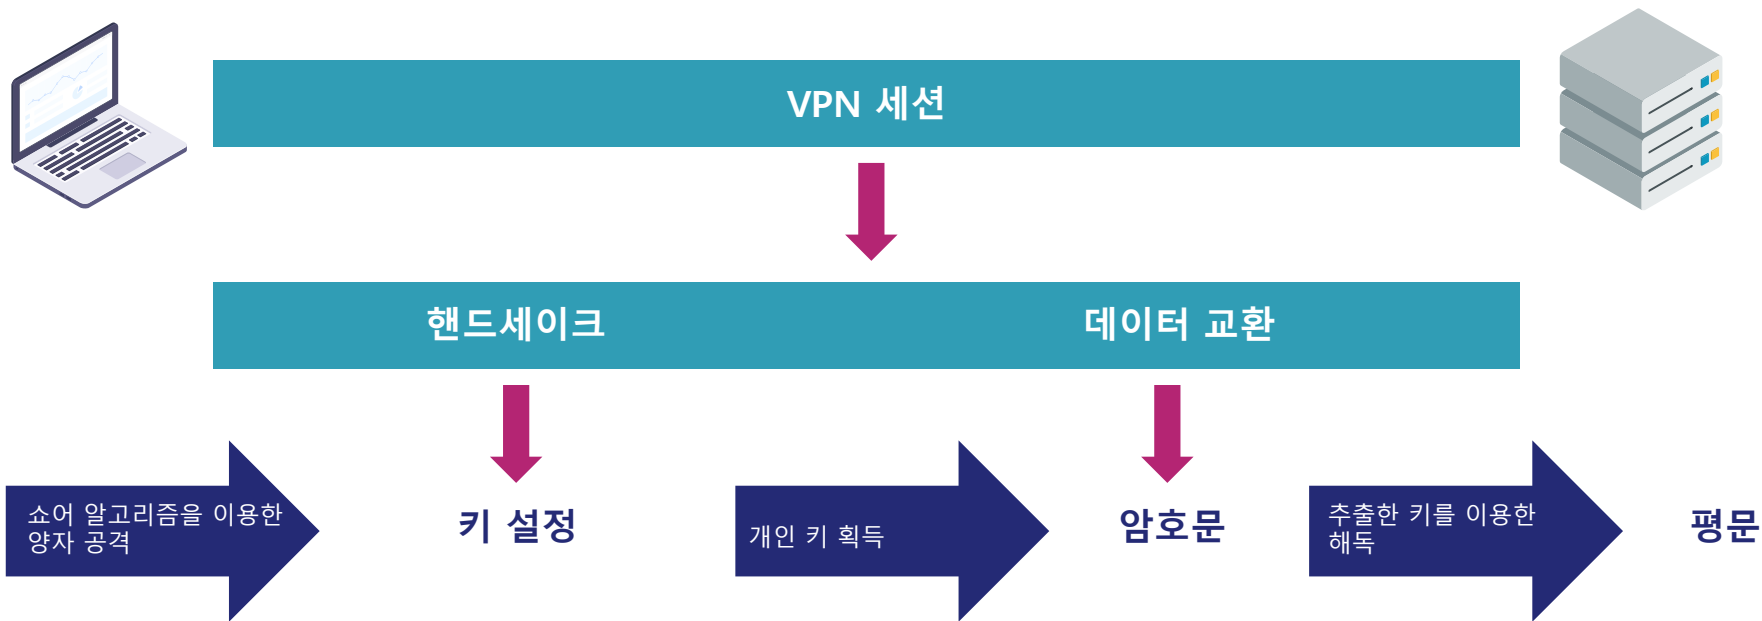 VPN 세션
핸드세이크
데이터 교환
쇼어 알고리즘을 이용한
양자 공격
키 설정
개인 키 획득
암호문
추출한 키를 이용한
해독
평문